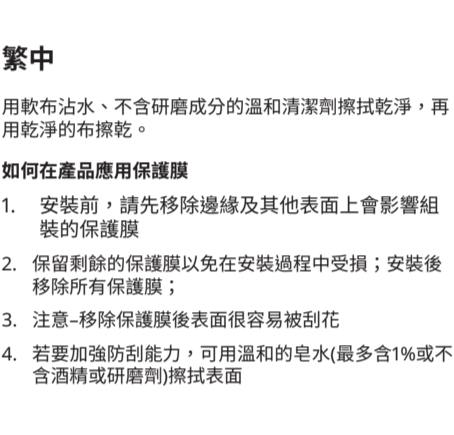 繁中
用軟布沾水、不含研磨成分的溫和清潔劑擦拭乾淨，再
用乾淨的布擦乾。
如何在產品應用保護膜
1. 安裝前，請先移除邊緣及其他表面上會影響組
裝的保護膜
2. 保留剩餘的保護膜以免在安裝過程中受損；安裝後
移除所有保護膜；
3. 注意–移除保護膜後表面很容易被刮花
4. 若要加強防刮能力，可用溫和的皂水(最多含1%或不
含酒精或研磨劑)擦拭表面